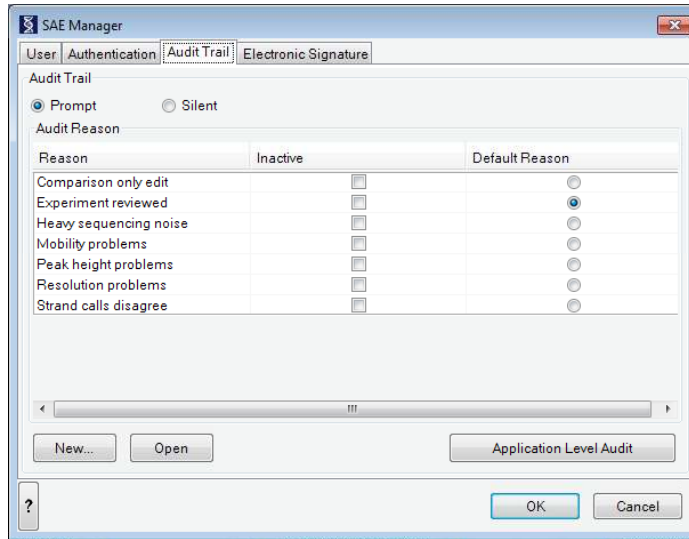 SAE Manager
User Authentication Audit Trail Electronic Signature
Audit Trail
Prompt Silent
Audit Reason
Reason Inactive Default Reason
Comparison only edit
Experiment reviewed
Heavy sequencing noise
Mobility problems
Peak height problems
Resolution problems
Strand calls disagree
New... Open Application Level Audit
? OK Cancel